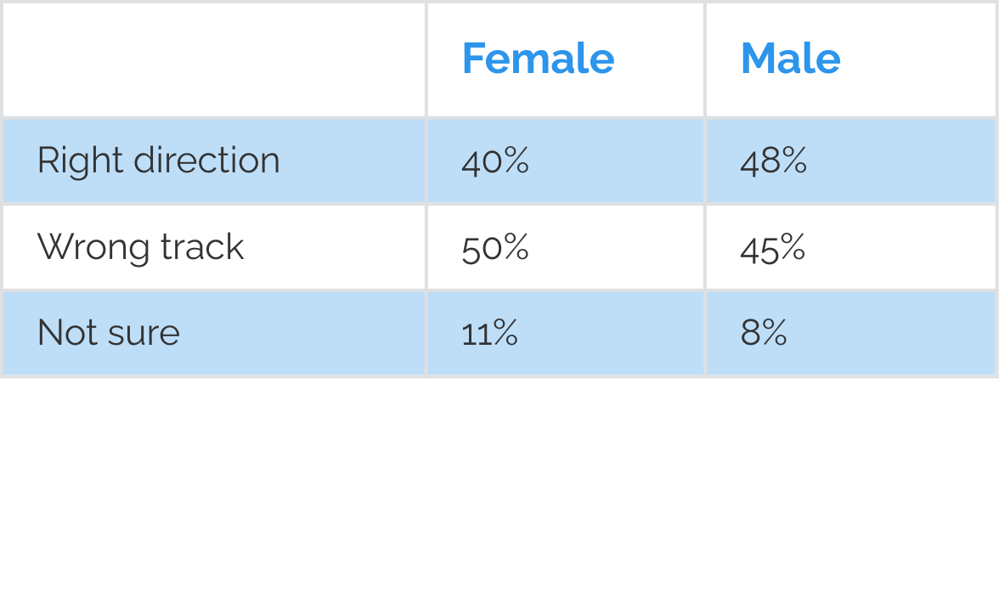 Female Male
Right direction 40% 48%
Wrong track 50% 45%
Not sure 11% 8%